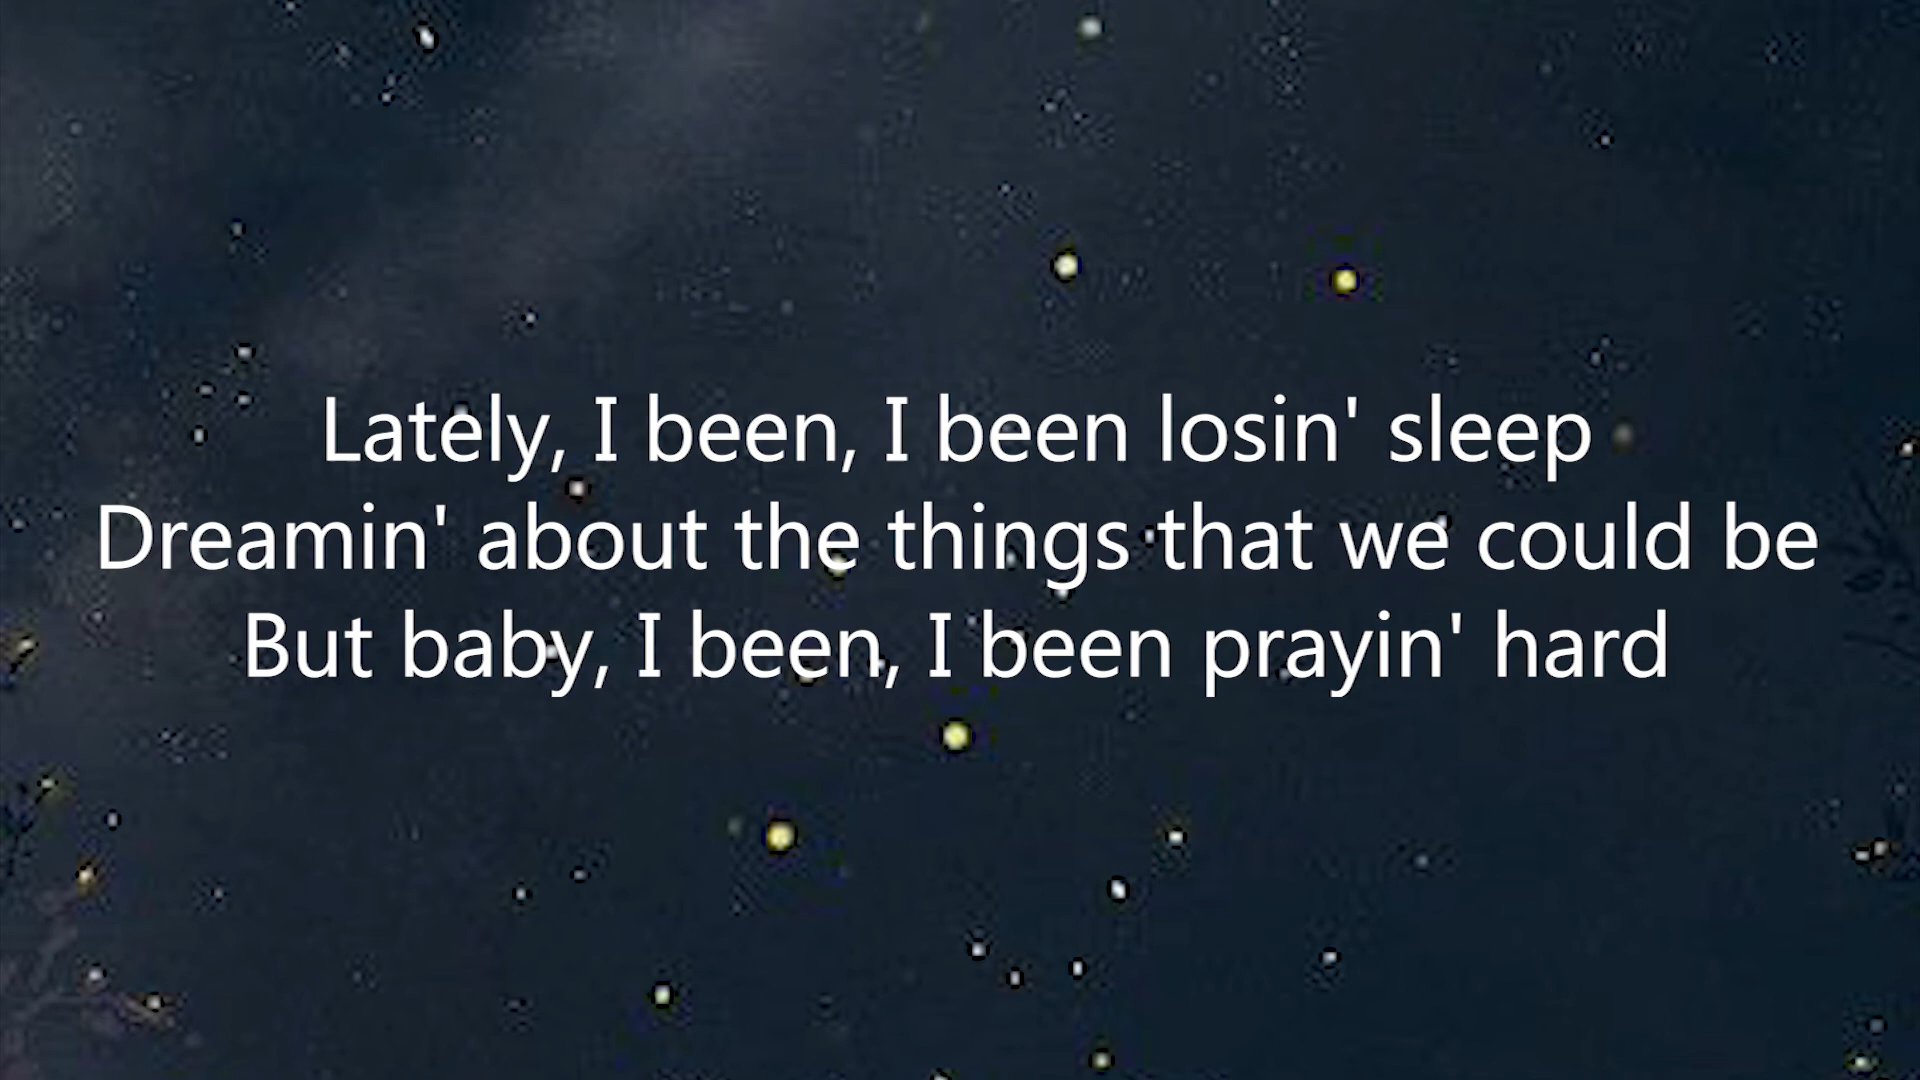 Lately, I been, I been losin' sleep
Dreamin' about the things that we could be
But baby, I been, I been prayin' hard